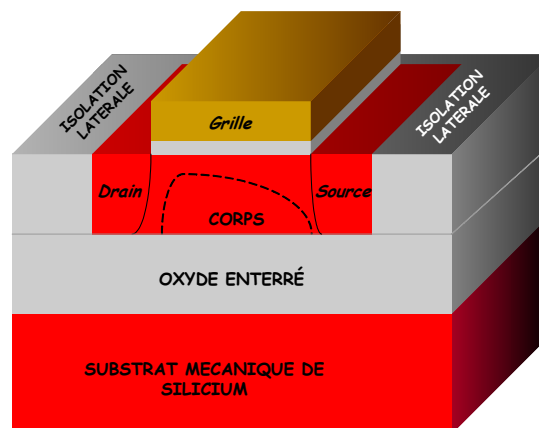 ISOLATION
LATERALE
ISOLATION
LATERALE
Grille
Drain
Source
CORPS
OXYDE ENTERRÉ
SUBSTRAT MECANIQUE DE
SILICIUM